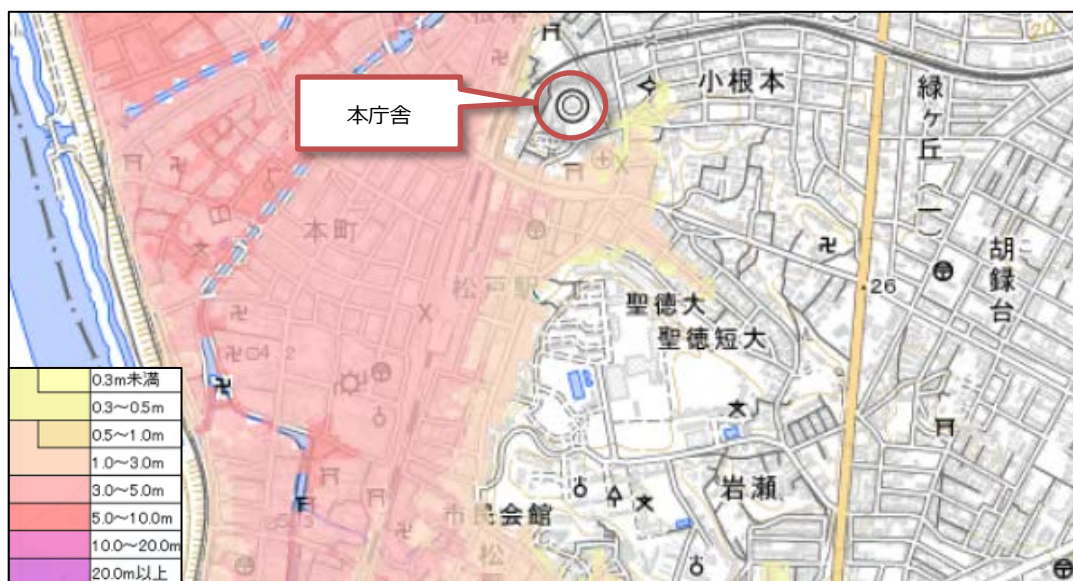 根本
20
小根本
本庁舎
緑ヶ丘(一)
本町
胡録台
松戸駅
26
聖徳大
聖徳短大
岩瀬
市民会館
松
0.3m未満
0.3～0.5m
0.5～1.0m
1.0～3.0m
3.0～5.0m
5.0～10.0m
10.0～20.0m
20.0m以上